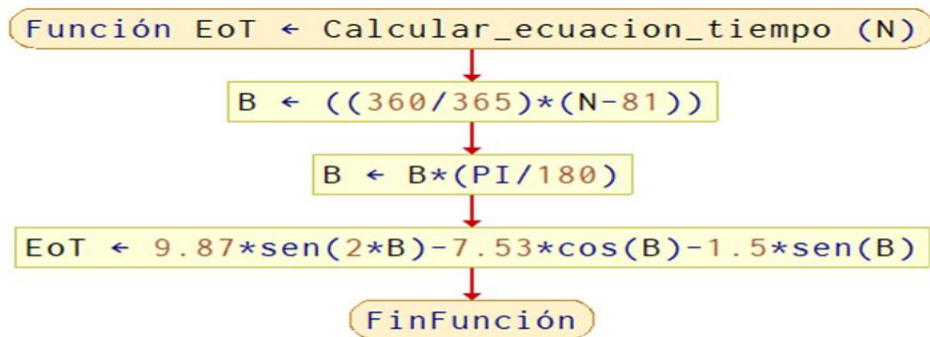 Función EoT ← Calcular_ecuacion_tiempo (N)
B ← ((360/365)*(N-81))
B ← B*(PI/180)
EoT ← 9.87*sen(2*B)-7.53*cos(B)-1.5*sen(B)
FinFunción